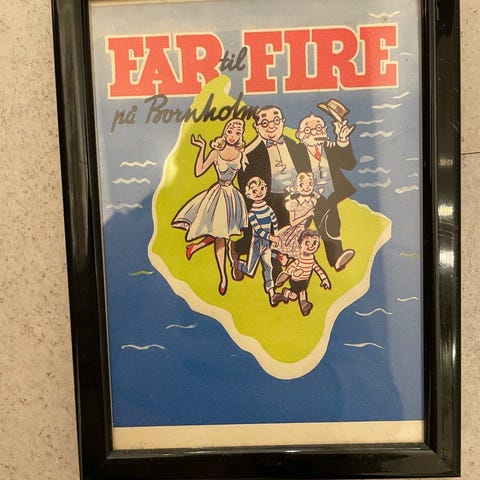 FAR til FIRE
på Bornholm